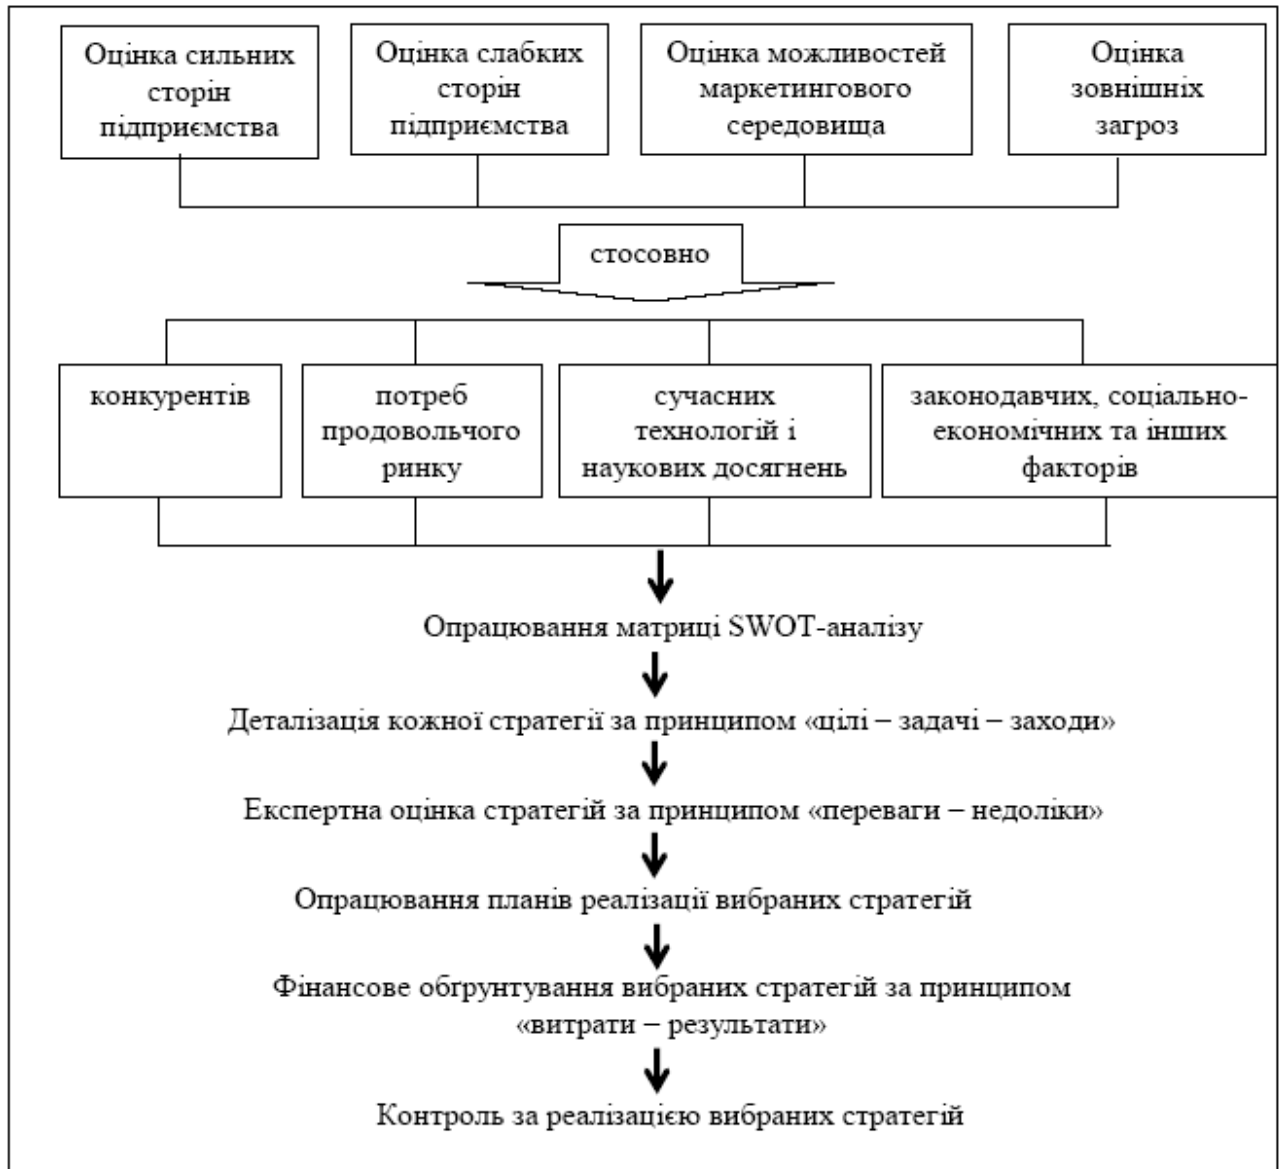 Оцінка сильних
сторін
підприємства
Оцінка слабких
сторін
підприємства
Оцінка можливостей
маркетингового
середовища
Оцінка
зовнішніх
загроз
стосовно
конкурентів
потреб
продовольчого
ринку
сучасних
технологій і
наукових досягнень
законодавчих, соціально-
економічних та інших
факторів
Опрацювання матриці SWOT-аналізу
Деталізація кожної стратегії за принципом «цілі – задачі – заходи»
Експертна оцінка стратегій за принципом «переваги – недоліки»
Опрацювання планів реалізації вибраних стратегій
Фінансове обґрунтування вибраних стратегій за принципом
«витрати – результати»
Контроль за реалізацією вибраних стратегій